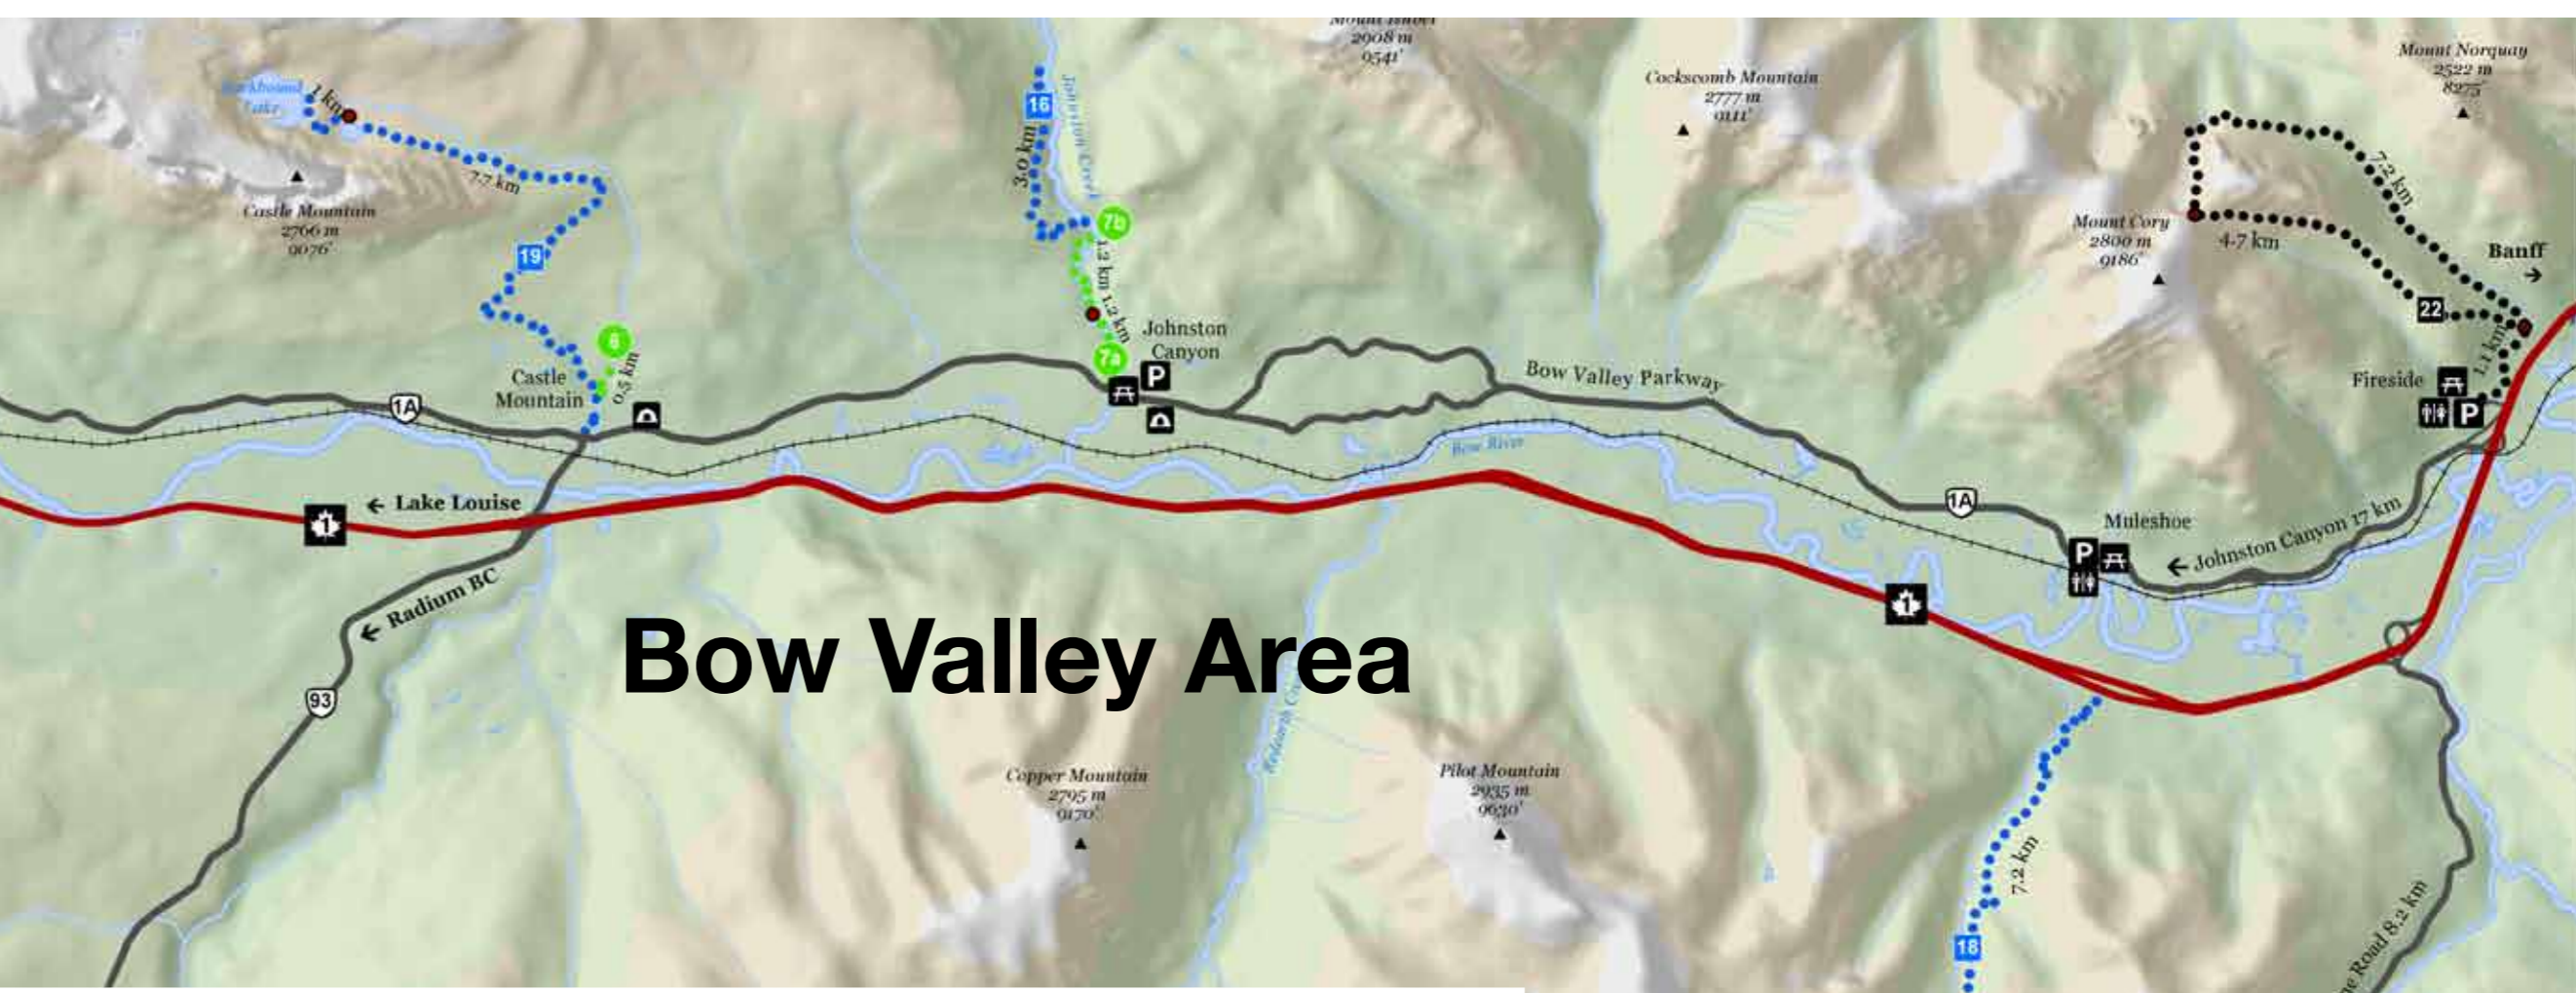 2908 m
9541'
Mount Norquay
2522 m
8275'
Cockscomb Mountain
2777 m
9111'
Lake
1 km
16
Johnston Creek
3.0 km
7.7 km
7.2 km
Castle Mountain
2766 m
9076'
7b
Mount Cory
2800 m
9186'
4.7 km
Banff
→
19
1.2 km
1.2 km
22
8
0.5 km
Johnston
Canyon
7a
P
1.1 km
Castle
Mountain
Bow Valley Parkway
Fireside
P
1A
Bow River
← Lake Louise
1
1A
Muleshoe
P
← Johnston Canyon 17 km
← Radium BC
1
Bow Valley Area
93
Copper Mountain
2795 m
9170'
Pilot Mountain
2935 m
9630'
7.2 km
18
Road 8.2 km